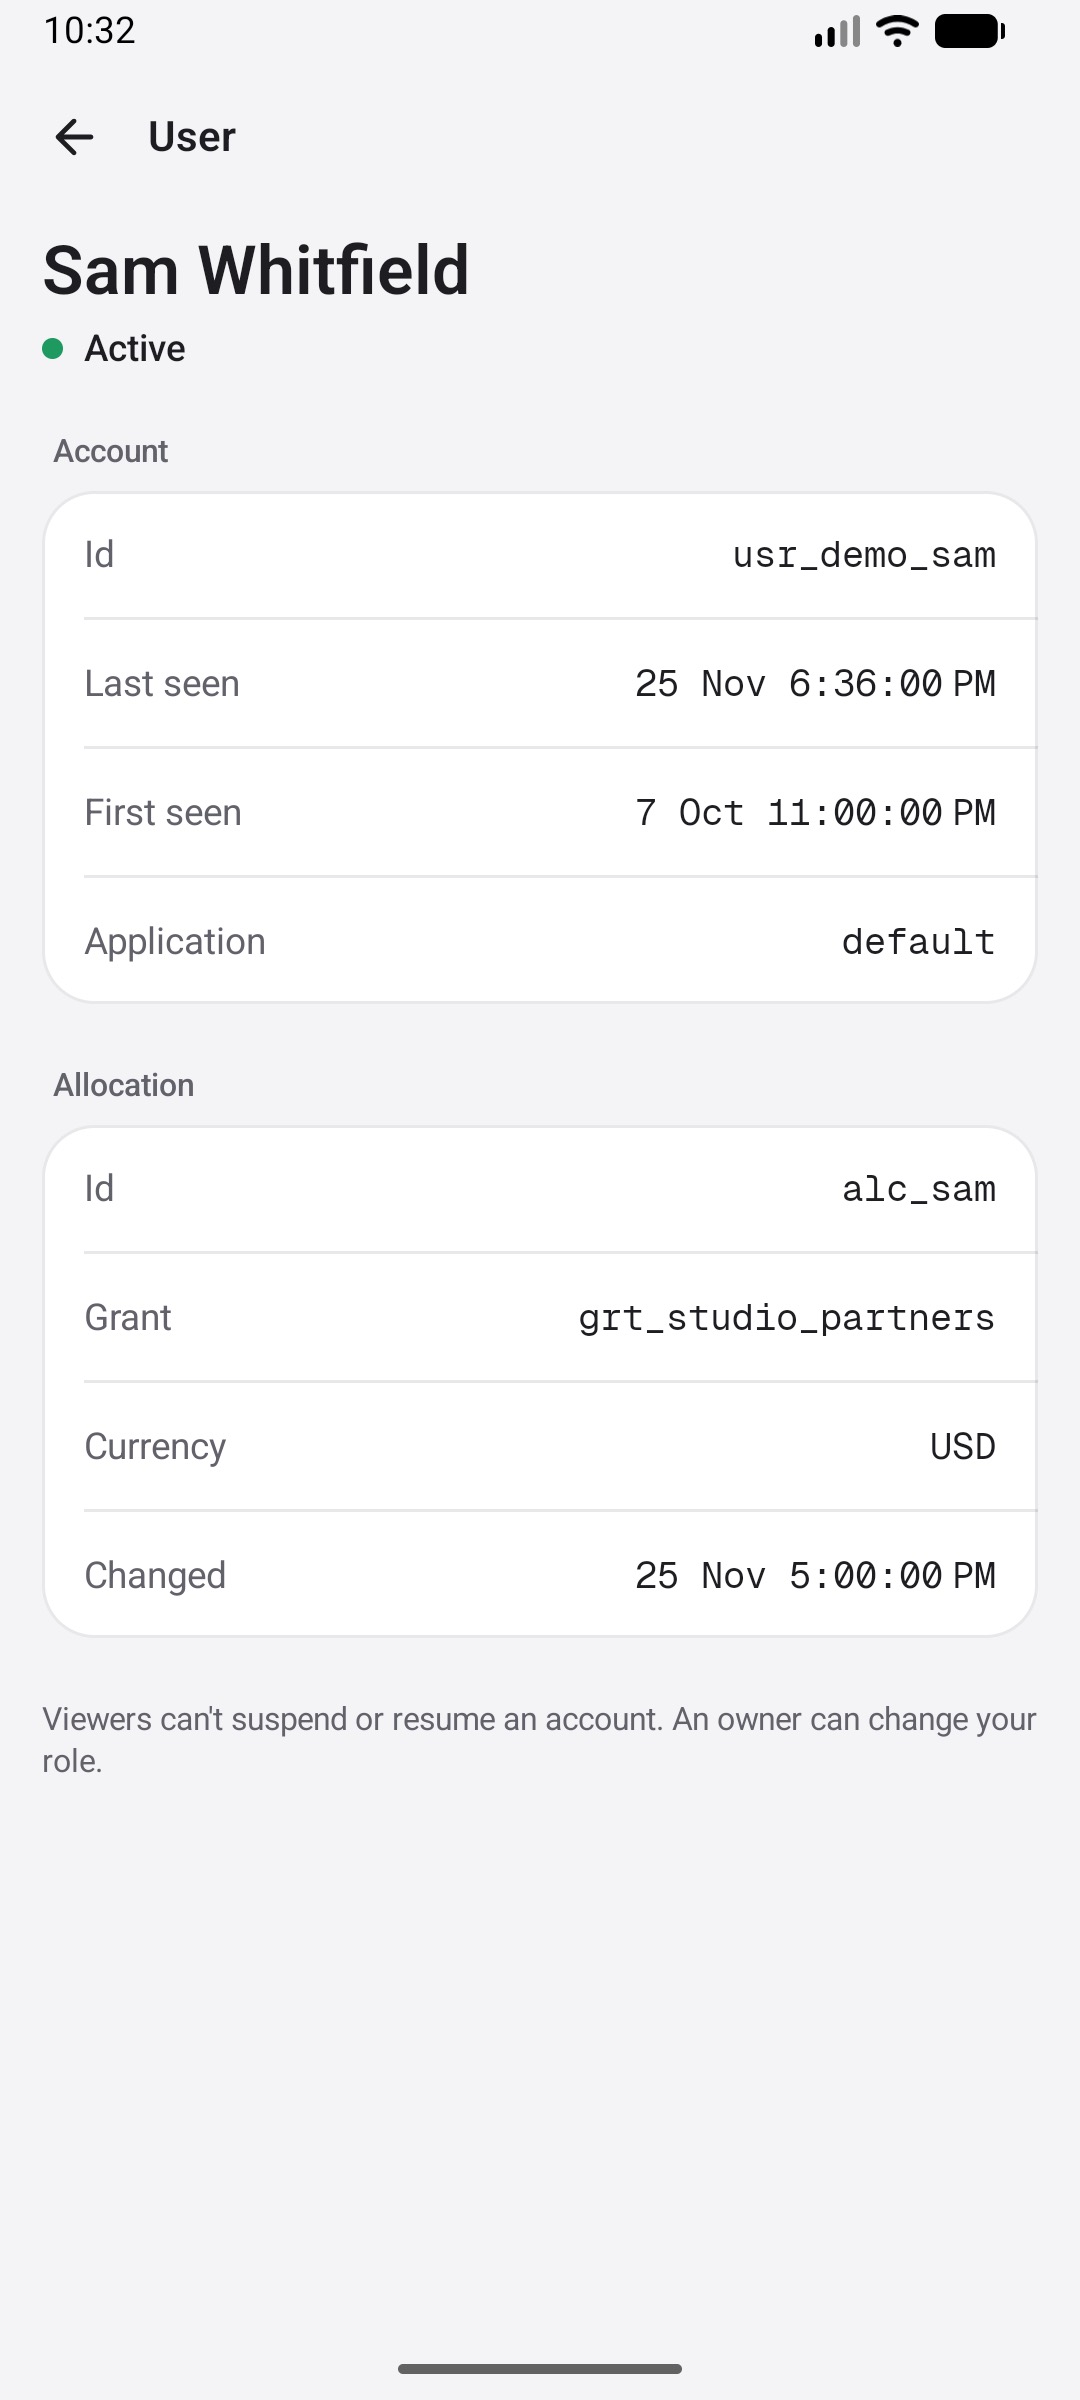 10:32
User
Sam Whitfield
Active
Account
Id usr_demo_sam
Last seen 25 Nov 6:36:00 PM
First seen 7 Oct 11:00:00 PM
Application default
Allocation
Id alc_sam
Grant grt_studio_partners
Currency USD
Changed 25 Nov 5:00:00 PM
Viewers can't suspend or resume an account. An owner can change your
role.